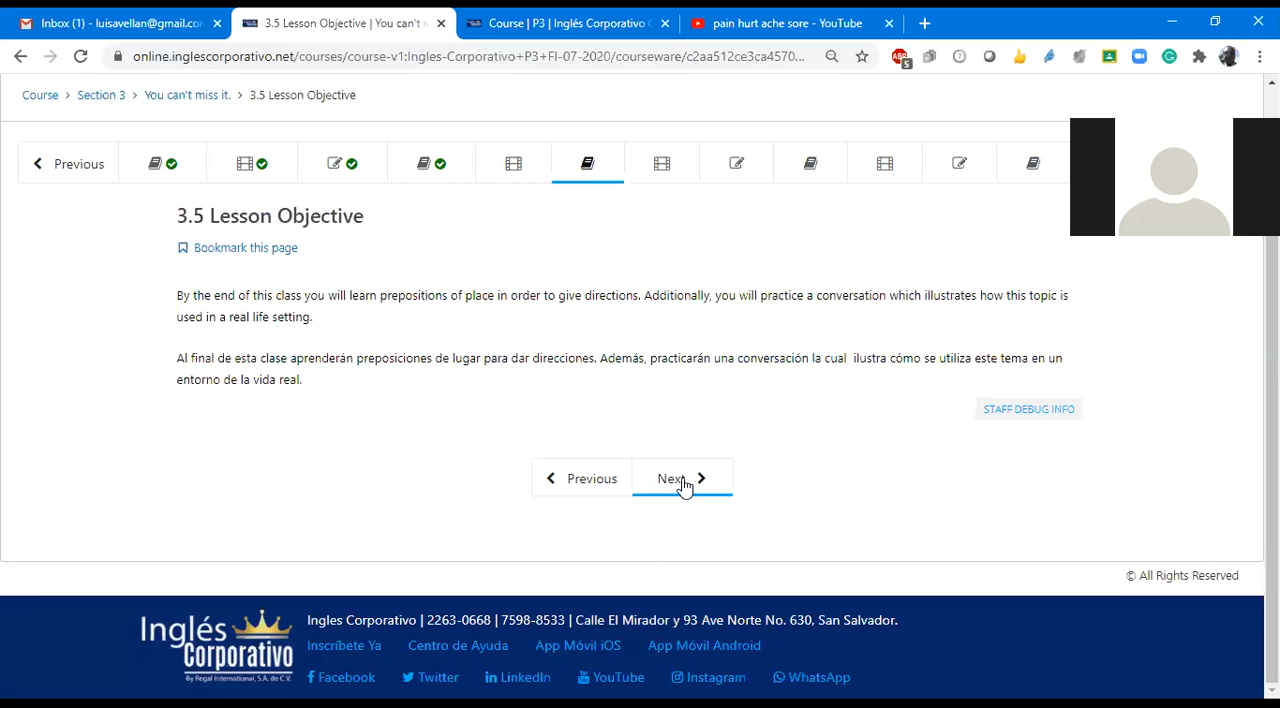 Inbox (1) - luisavellan@gmail.co
3.5 Lesson Objective | You can't
Course | P3 | Inglés Corporativo
pain hurt ache sore - YouTube
online.inglescorporativo.net/courses/course-v1:Ingles-Corporativo+P3+FI-07-2020/courseware/c2aa512ce3ca4570...
5
Course > Section 3 > You can't miss it. > 3.5 Lesson Objective
Previous
3.5 Lesson Objective
Bookmark this page
By the end of this class you will learn prepositions of place in order to give directions. Additionally, you will practice a conversation which illustrates how this topic is
used in a real life setting.
Al final de esta clase aprenderán preposiciones de lugar para dar direcciones. Además, practicarán una conversación la cual ilustra cómo se utiliza este tema en un
entorno de la vida real.
STAFF DEBUG INFO
Previous
Next
© All Rights Reserved
Inglés
Corporativo
By Regal International, S.A. de C.V.
Ingles Corporativo | 2263-0668 | 7598-8533 | Calle El Mirador y 93 Ave Norte No. 630, San Salvador.
Inscríbete Ya Centro de Ayuda App Móvil iOS App Móvil Android
Facebook Twitter LinkedIn YouTube Instagram WhatsApp